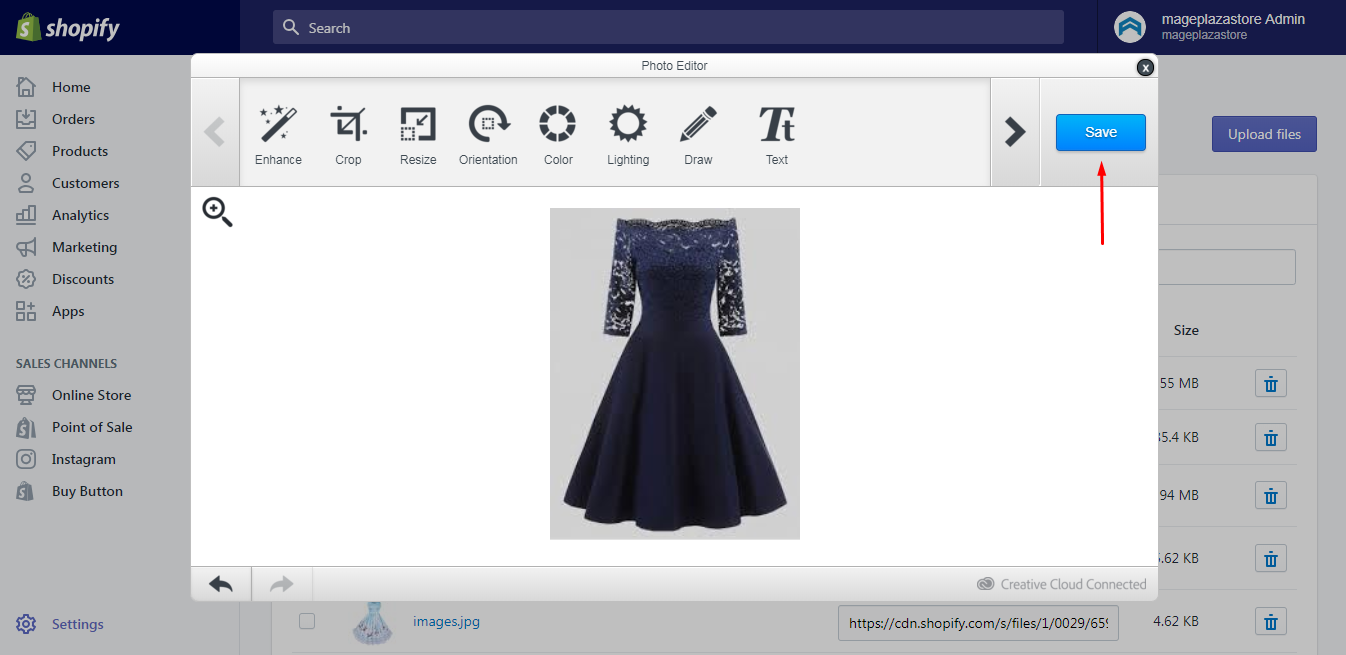 shopify
Search
mageplazastore Admin
mageplazastore
Photo Editor
x
Home
Orders
Products
Customers
Analytics
Marketing
Discounts
Apps
SALES CHANNELS
Online Store
Point of Sale
Instagram
Buy Button
Settings
Enhance
Crop
Resize
Orientation
Color
Lighting
Draw
Tt
Text
Save
Upload files
Size
55 MB
35.4 KB
94 MB
.62 KB
Creative Cloud Connected
images.jpg
https://cdn.shopify.com/s/files/1/0029/659
4.62 KB